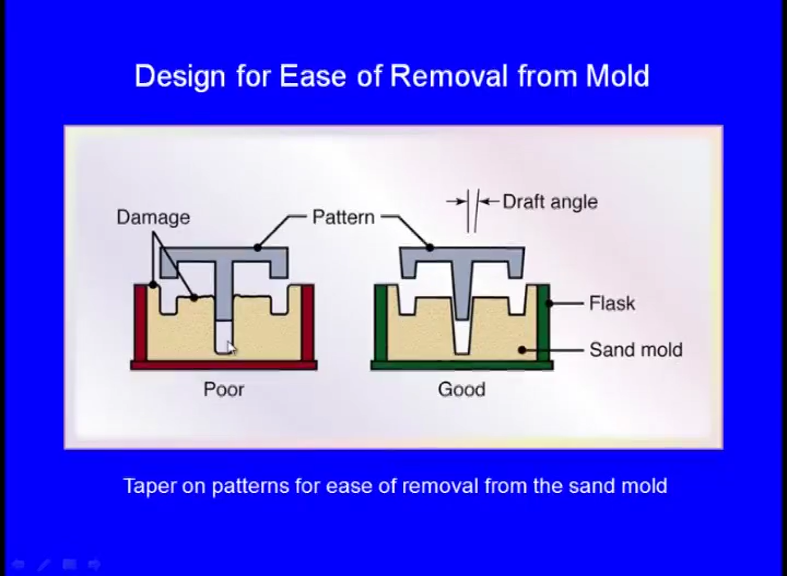 Design for Ease of Removal from Mold
Damage
Pattern
Draft angle
Flask
Sand mold
Poor
Good
Taper on patterns for ease of removal from the sand mold